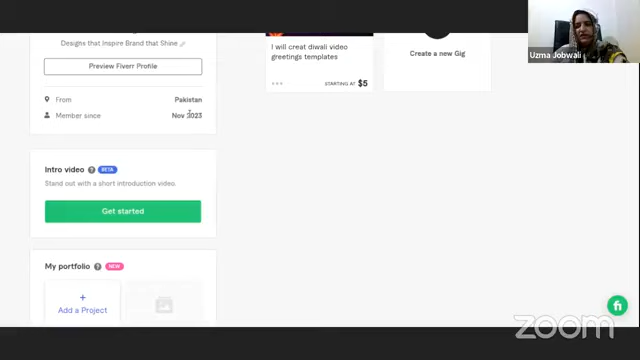 Designs that Inspire Brand that Shine
Preview Fiverr Profile
From Pakistan
Member since Nov 2023
Intro video ? BETA
Stand out with a short introduction video.
Get started
My portfolio ? NEW
+
Add a Project
I will creat diwali video
greetings templates
STARTING AT $5
Create a new Gig
Uzma Jobwali
fi
zoom